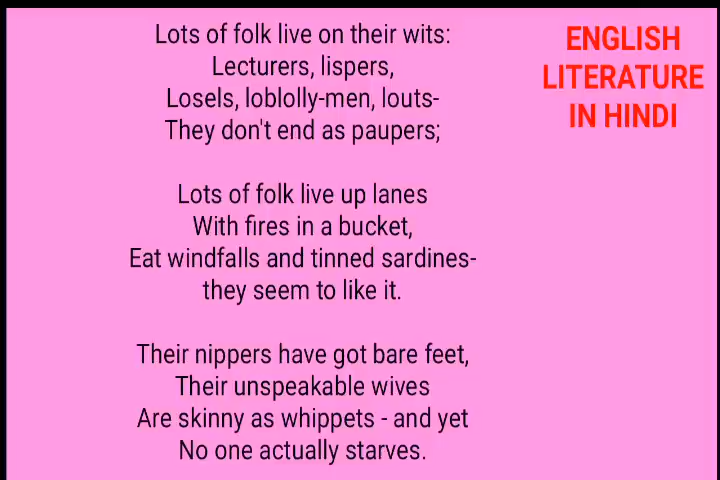 Lots of folk live on their wits:
Lecturers, lispers,
Losels, loblolly-men, louts-
They don't end as paupers;
Lots of folk live up lanes
With fires in a bucket,
Eat windfalls and tinned sardines-
they seem to like it.
Their nippers have got bare feet,
Their unspeakable wives
Are skinny as whippets - and yet
No one actually starves.
ENGLISH
LITERATURE
IN HINDI